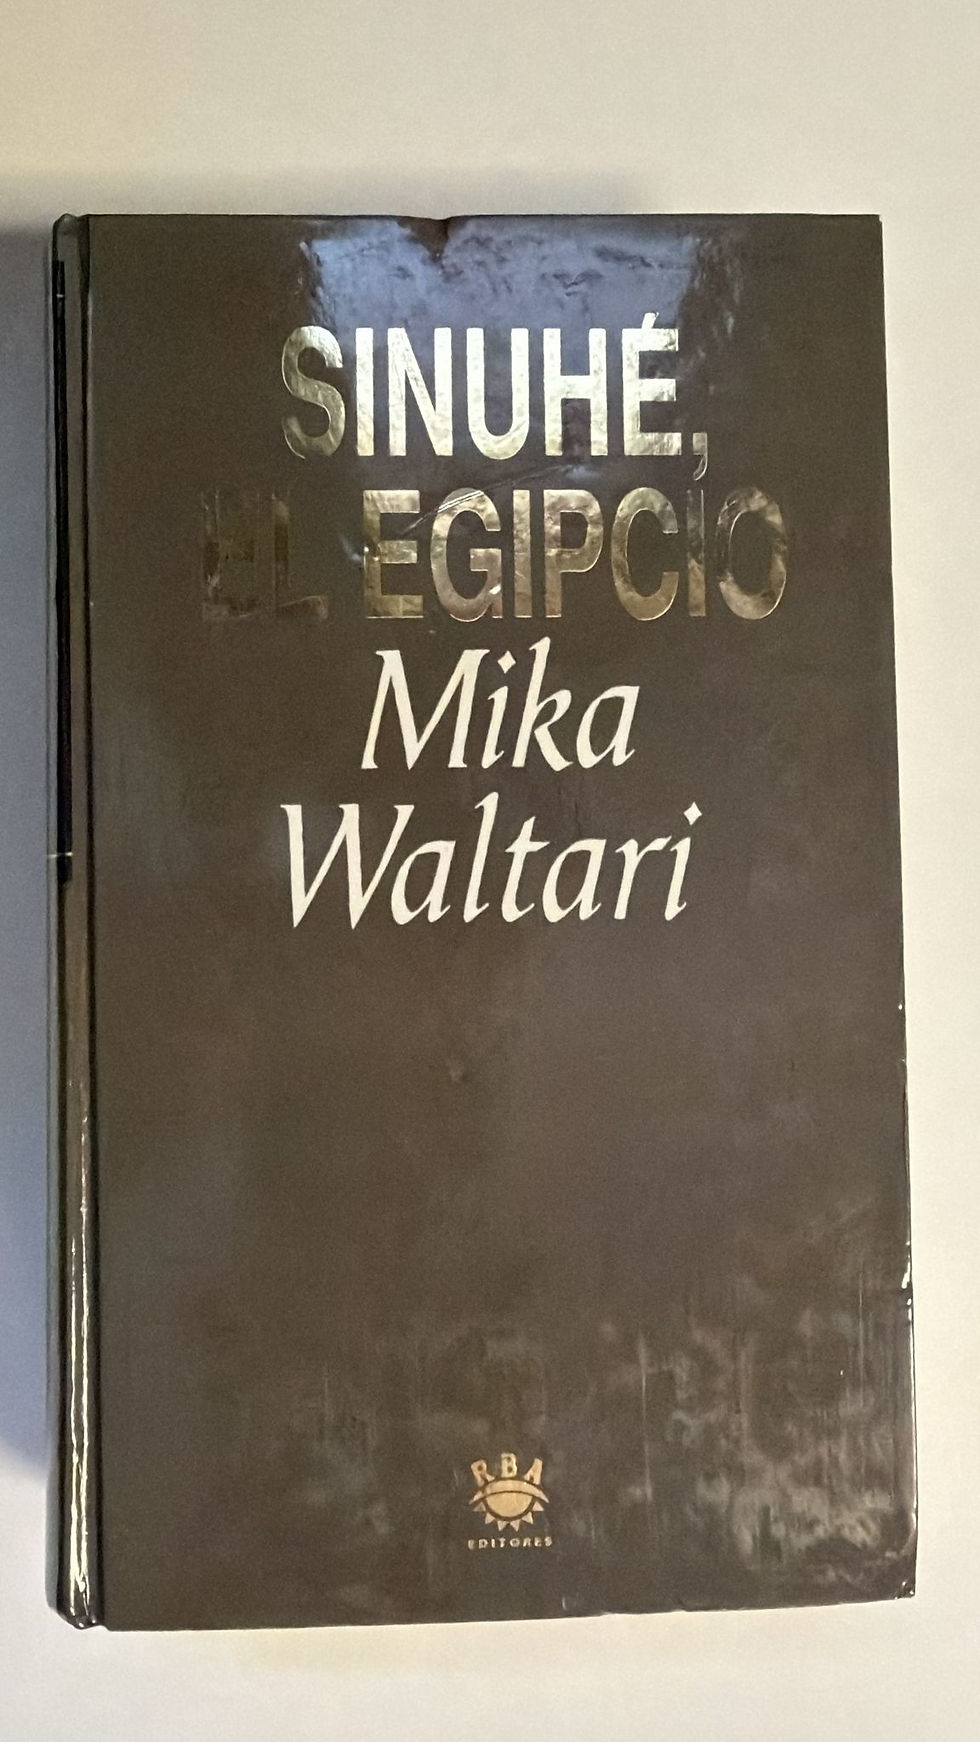 SINUHÉ,
EL EGIPCIO
Mika
Waltari
RBA
EDITORES